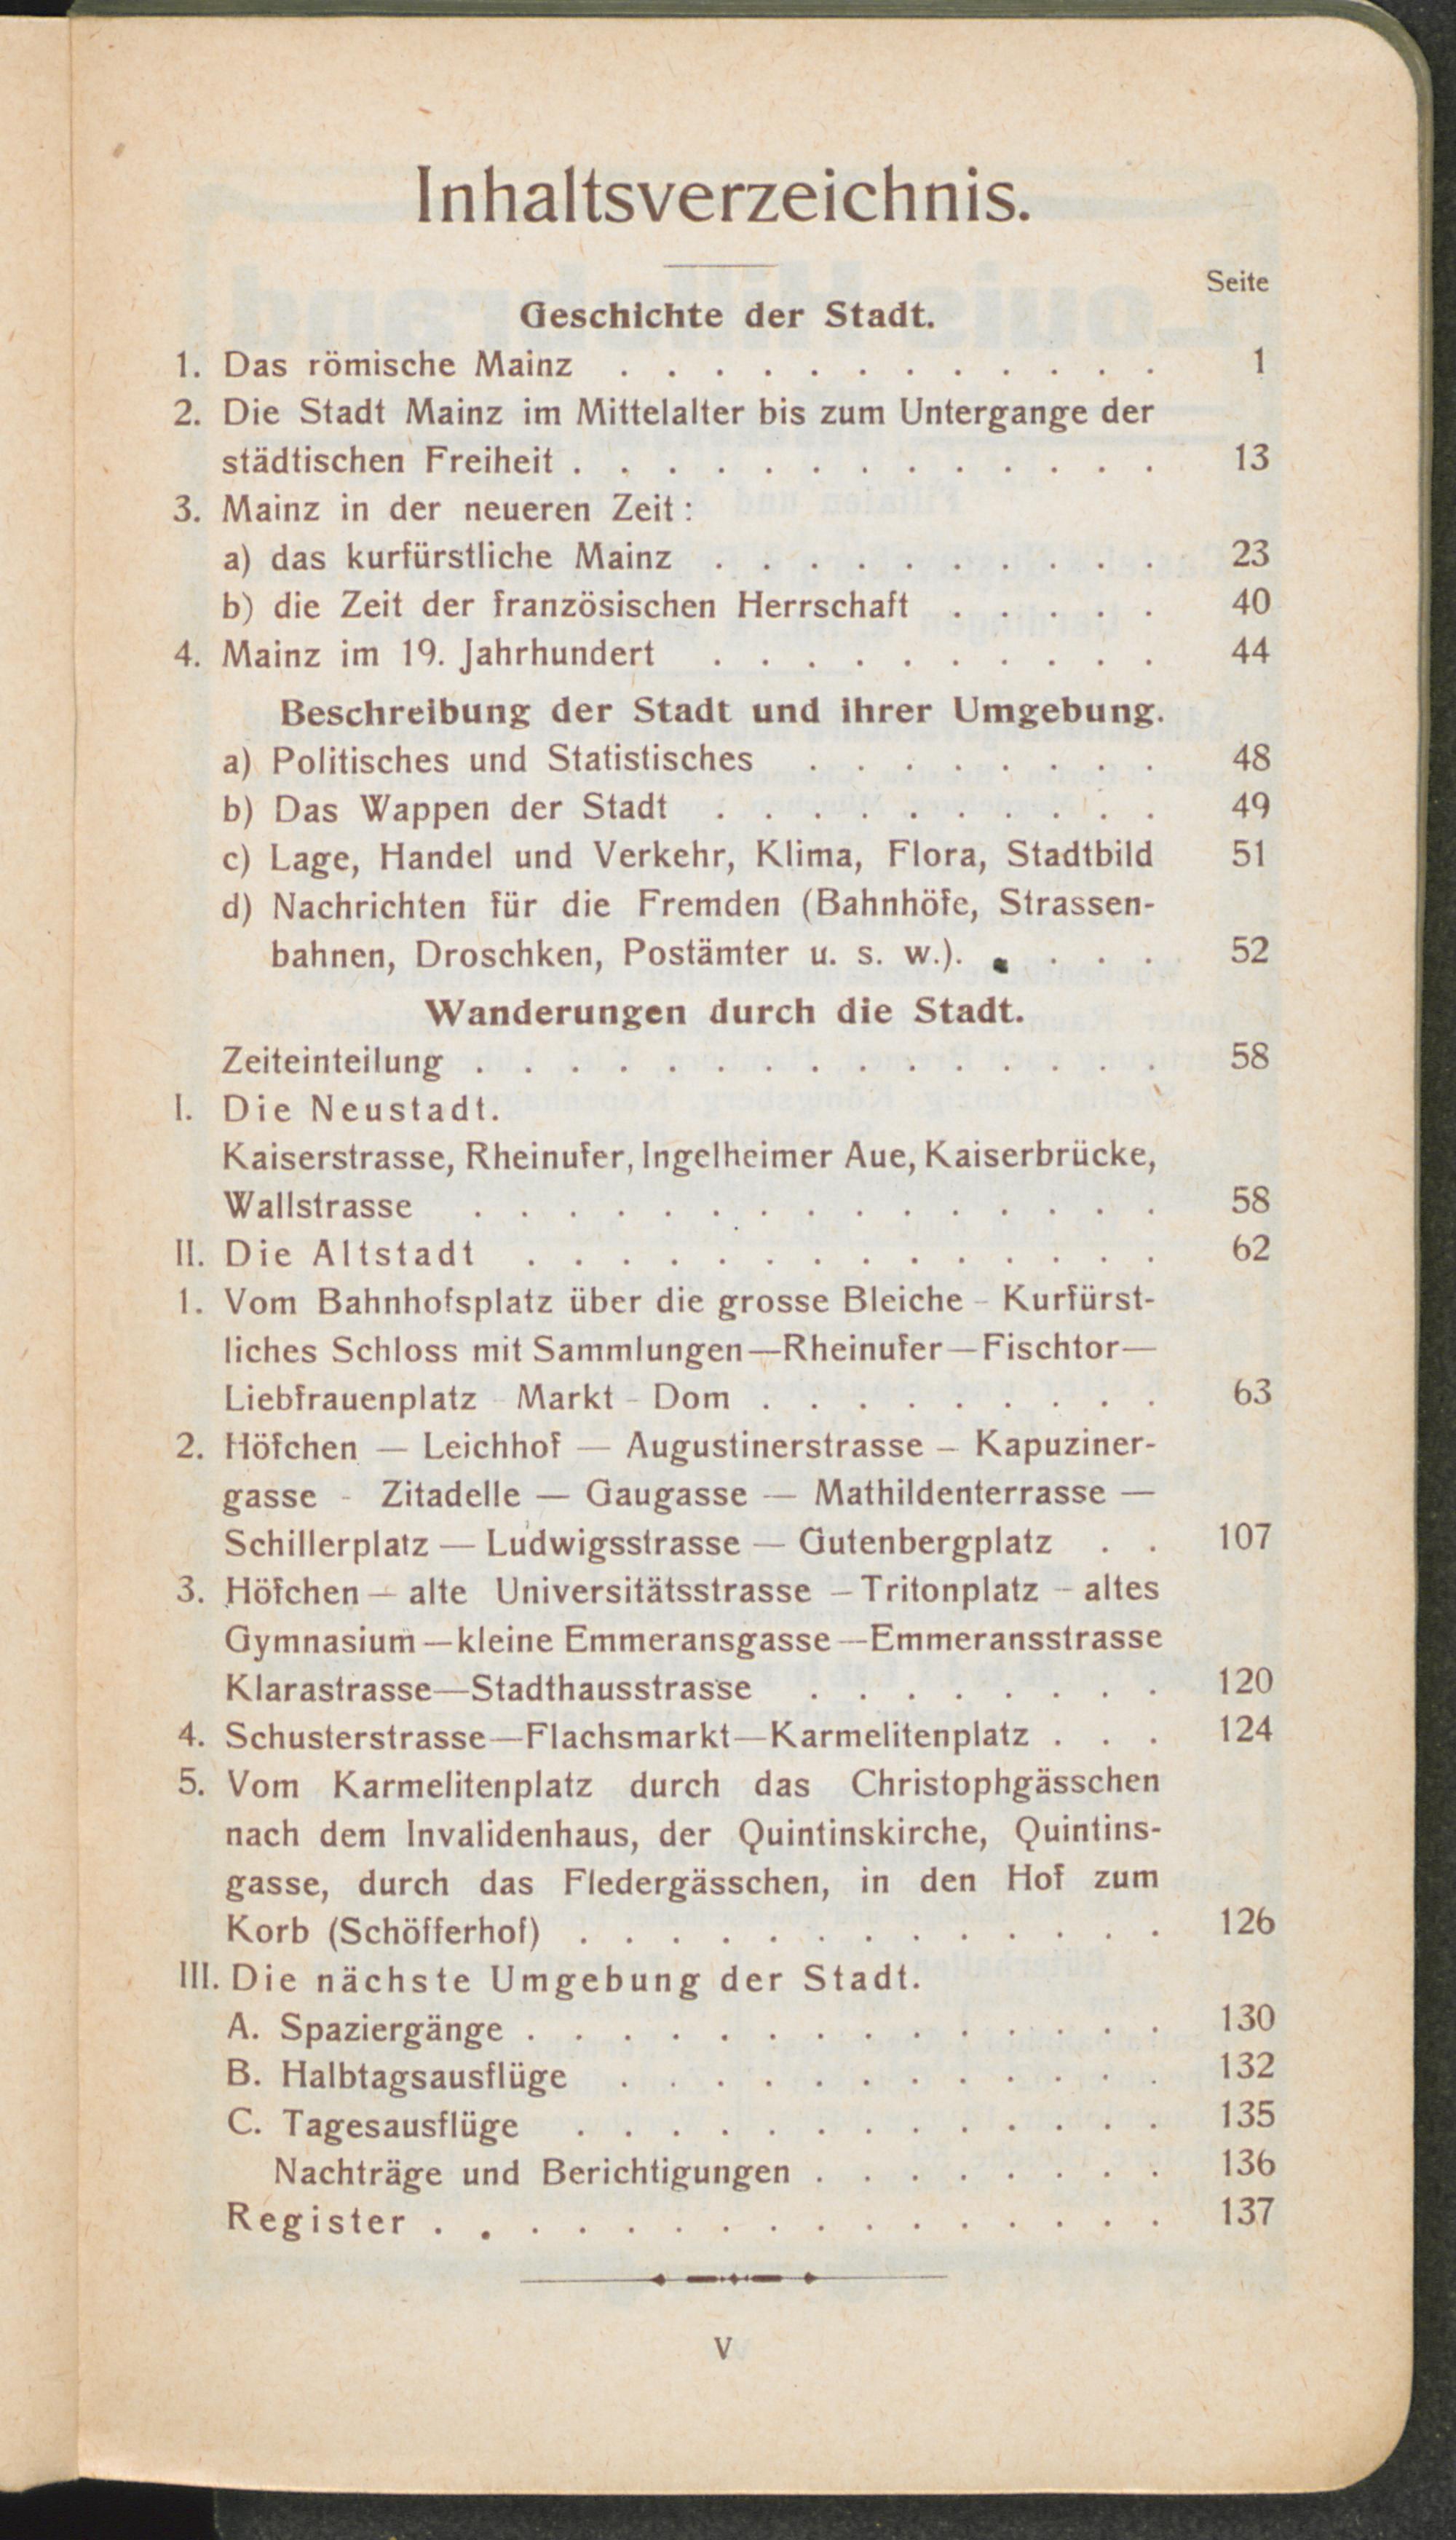 Inhaltsverzeichnis.
Seite
Geschichte der Stadt.
1. Das römische Mainz . . . . . . . . . . . . 1
2. Die Stadt Mainz im Mittelalter bis zum Untergange der
städtischen Freiheit . . . . . . . . . . . . . 13
3. Mainz in der neueren Zeit:
a) das kurfürstliche Mainz . . . . . . . . . . 23
b) die Zeit der französischen Herrschaft . . . . . 40
4. Mainz im 19. Jahrhundert . . . . . . . . . . 44
Beschreibung der Stadt und ihrer Umgebung.
a) Politisches und Statistisches . . . . . . . . 48
b) Das Wappen der Stadt . . . . . . . . . . 49
c) Lage, Handel und Verkehr, Klima, Flora, Stadtbild 51
d) Nachrichten für die Fremden (Bahnhöfe, Strassen-
bahnen, Droschken, Postämter u. s. w.). . . . . 52
Wanderungen durch die Stadt.
Zeiteinteilung . . . . . . . . . . . . . . . 58
I. Die Neustadt.
Kaiserstrasse, Rheinufer, Ingelheimer Aue, Kaiserbrücke,
Wallstrasse . . . . . . . . . . . . . . . 58
II. Die Altstadt . . . . . . . . . . . . . . 62
1. Vom Bahnhofsplatz über die grosse Bleiche – Kurfürst-
liches Schloss mit Sammlungen—Rheinufer—Fischtor—
Liebfrauenplatz – Markt – Dom . . . . . . . . . 63
2. Höfchen — Leichhof — Augustinerstrasse – Kapuziner-
gasse - Zitadelle — Gaugasse — Mathildenterrasse —
Schillerplatz — Ludwigsstrasse — Gutenbergplatz . . 107
3. Höfchen — alte Universitätsstrasse – Tritonplatz – altes
Gymnasium—kleine Emmeransgasse—Emmeransstrasse
Klarastrasse—Stadthausstrasse . . . . . . . . 120
4. Schusterstrasse—Flachsmarkt—Karmelitenplatz . . . 124
5. Vom Karmelitenplatz durch das Christophgässchen
nach dem Invalidenhaus, der Quintinskirche, Quintins-
gasse, durch das Fledergässchen, in den Hof zum
Korb (Schöfferhof) . . . . . . . . . . . . . 126
III. Die nächste Umgebung der Stadt.
A. Spaziergänge . . . . . . . . . . . . . . 130
B. Halbtagsausflüge . . . . . . . . . . . . 132
C. Tagesausflüge . . . . . . . . . . . . . 135
Nachträge und Berichtigungen . . . . . . . . 136
Register . . . . . . . . . . . . . . . . 137
V